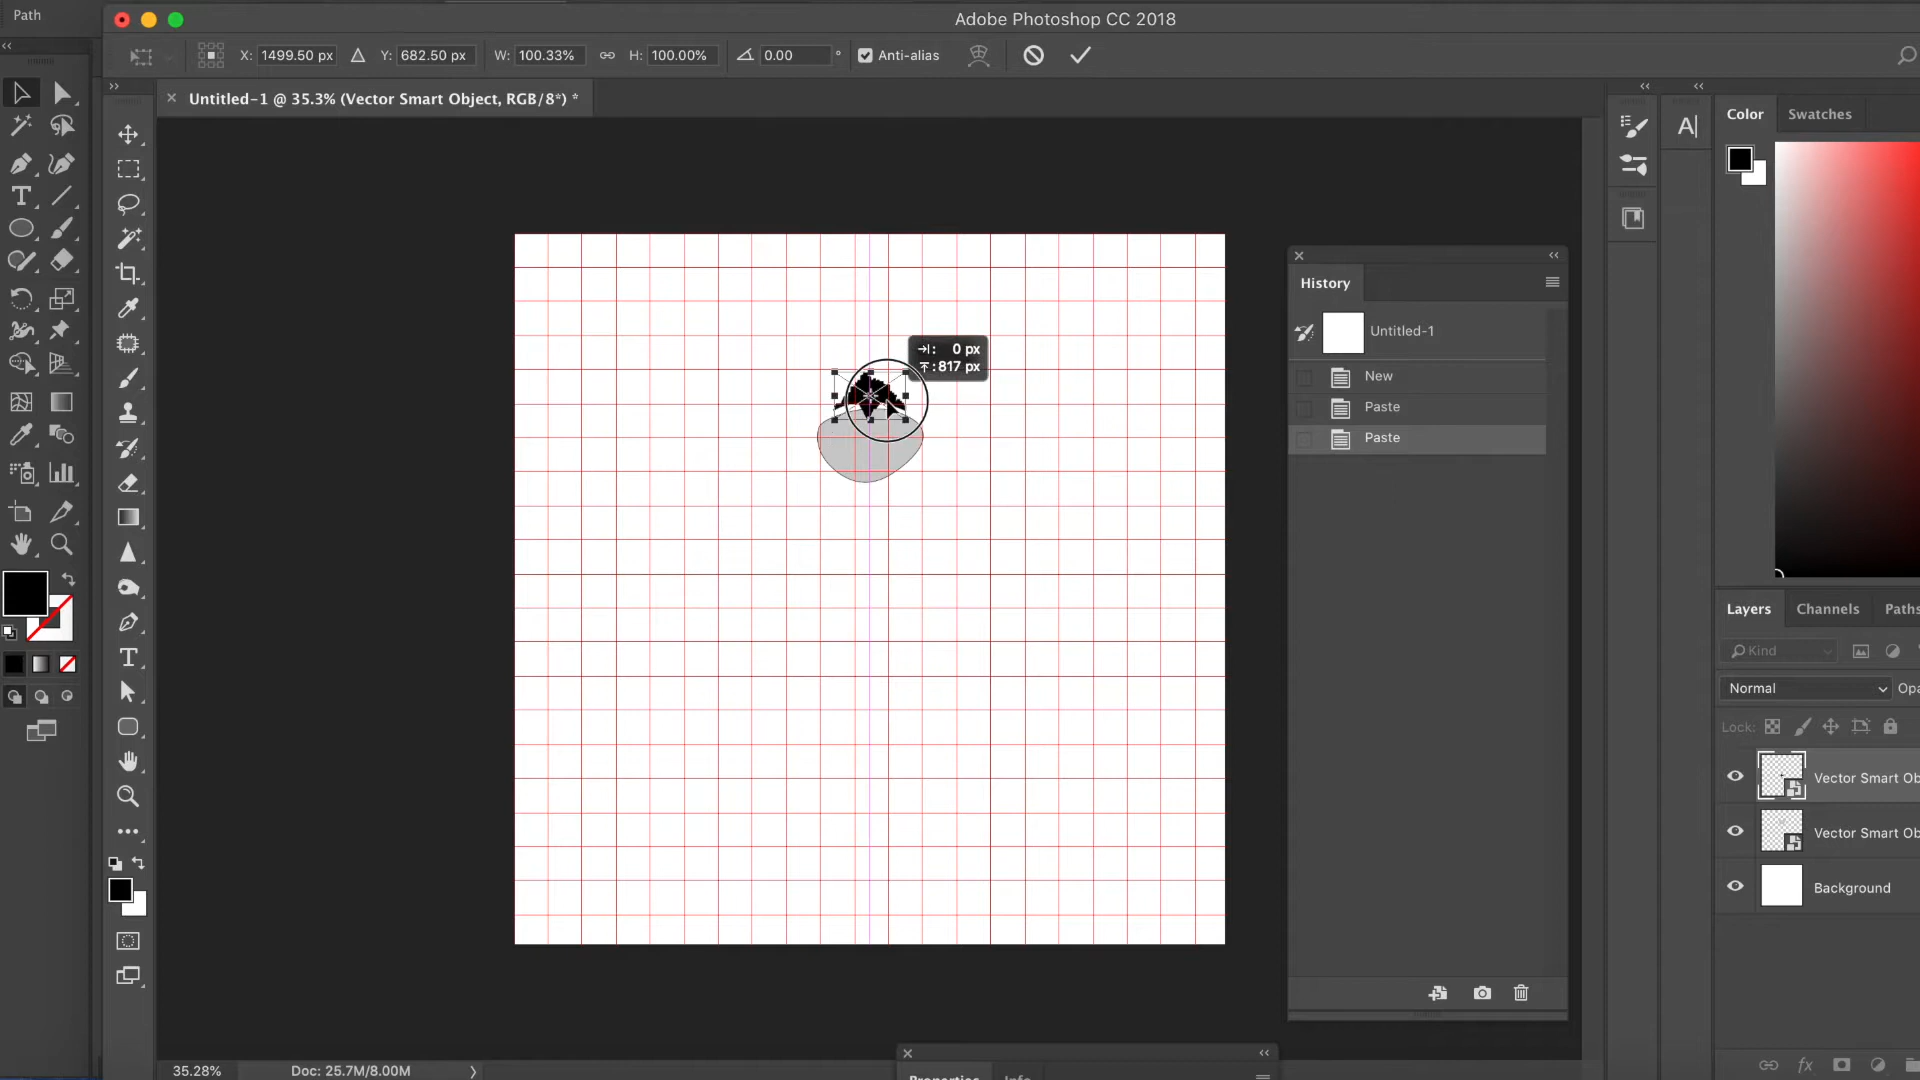 Path
Adobe Photoshop CC 2018
X: 1499.50 px Y: 682.50 px W: 100.33% H: 100.00% 0.00 ° Anti-alias
Untitled-1 @ 35.3% (Vector Smart Object, RGB/8*) *
Color Swatches
History
Untitled-1
New
Paste
Paste
: 0 px
: 817 px
Layers Channels Paths
Kind
Normal Opa
Lock:
Vector Smart Ob
Vector Smart Ob
Background
35.28% Doc: 25.7M/8.00M
Properties Info